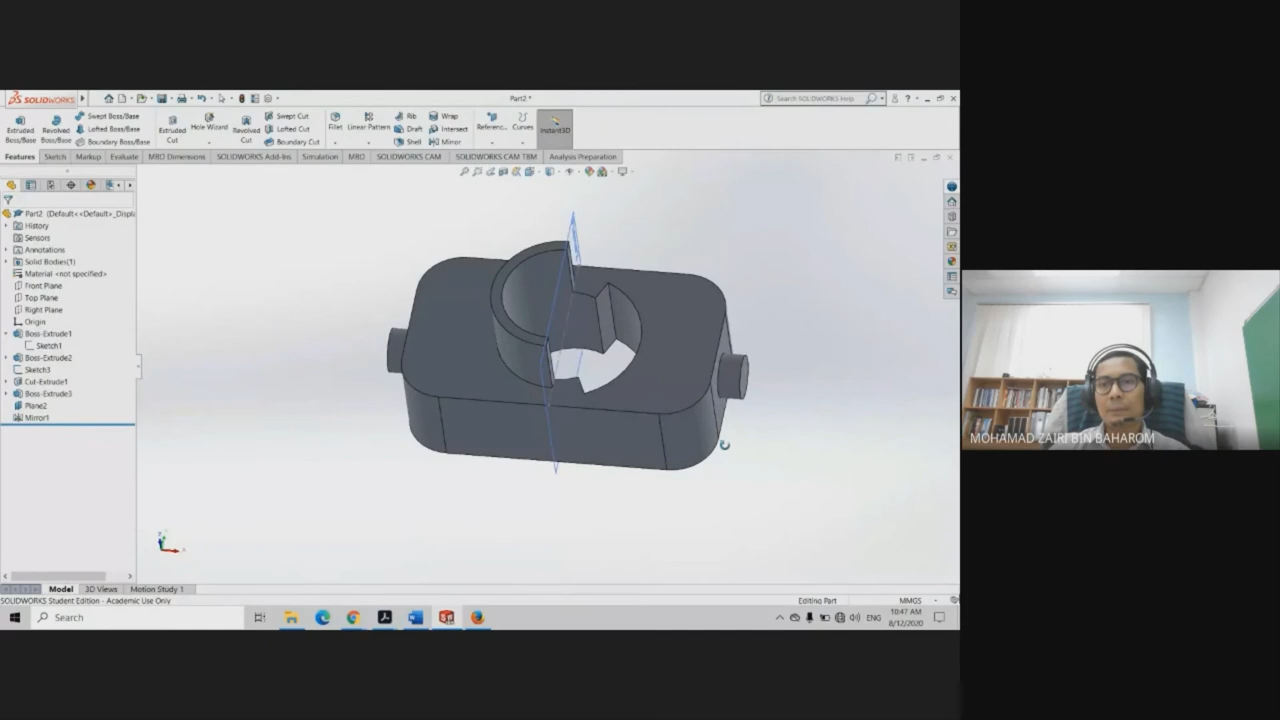 SOLIDWORKS
Part2 *
Search SOLIDWORKS Help
Extruded Boss/Base
Revolved Boss/Base
Swept Boss/Base
Lofted Boss/Base
Boundary Boss/Base
Extruded Cut
Hole Wizard
Revolved Cut
Swept Cut
Lofted Cut
Boundary Cut
Fillet
Linear Pattern
Rib
Draft
Shell
Wrap
Intersect
Mirror
Referenc...
Curves
Instant3D
Features
Sketch
Markup
Evaluate
MBD Dimensions
SOLIDWORKS Add-Ins
Simulation
MBD
SOLIDWORKS CAM
SOLIDWORKS CAM TBM
Analysis Preparation
Part2 (Default<<Default>_Displa
History
Sensors
Annotations
Solid Bodies(1)
Material <not specified>
Front Plane
Top Plane
Right Plane
Origin
Boss-Extrude1
Sketch1
Boss-Extrude2
Sketch3
Cut-Extrude1
Boss-Extrude3
Plane2
Mirror1
Model
3D Views
Motion Study 1
SOLIDWORKS Student Edition - Academic Use Only
Editing Part
MMGS
Search
ENG
10:47 AM
8/12/2020
MOHAMAD ZAIRI BIN BAHAROM